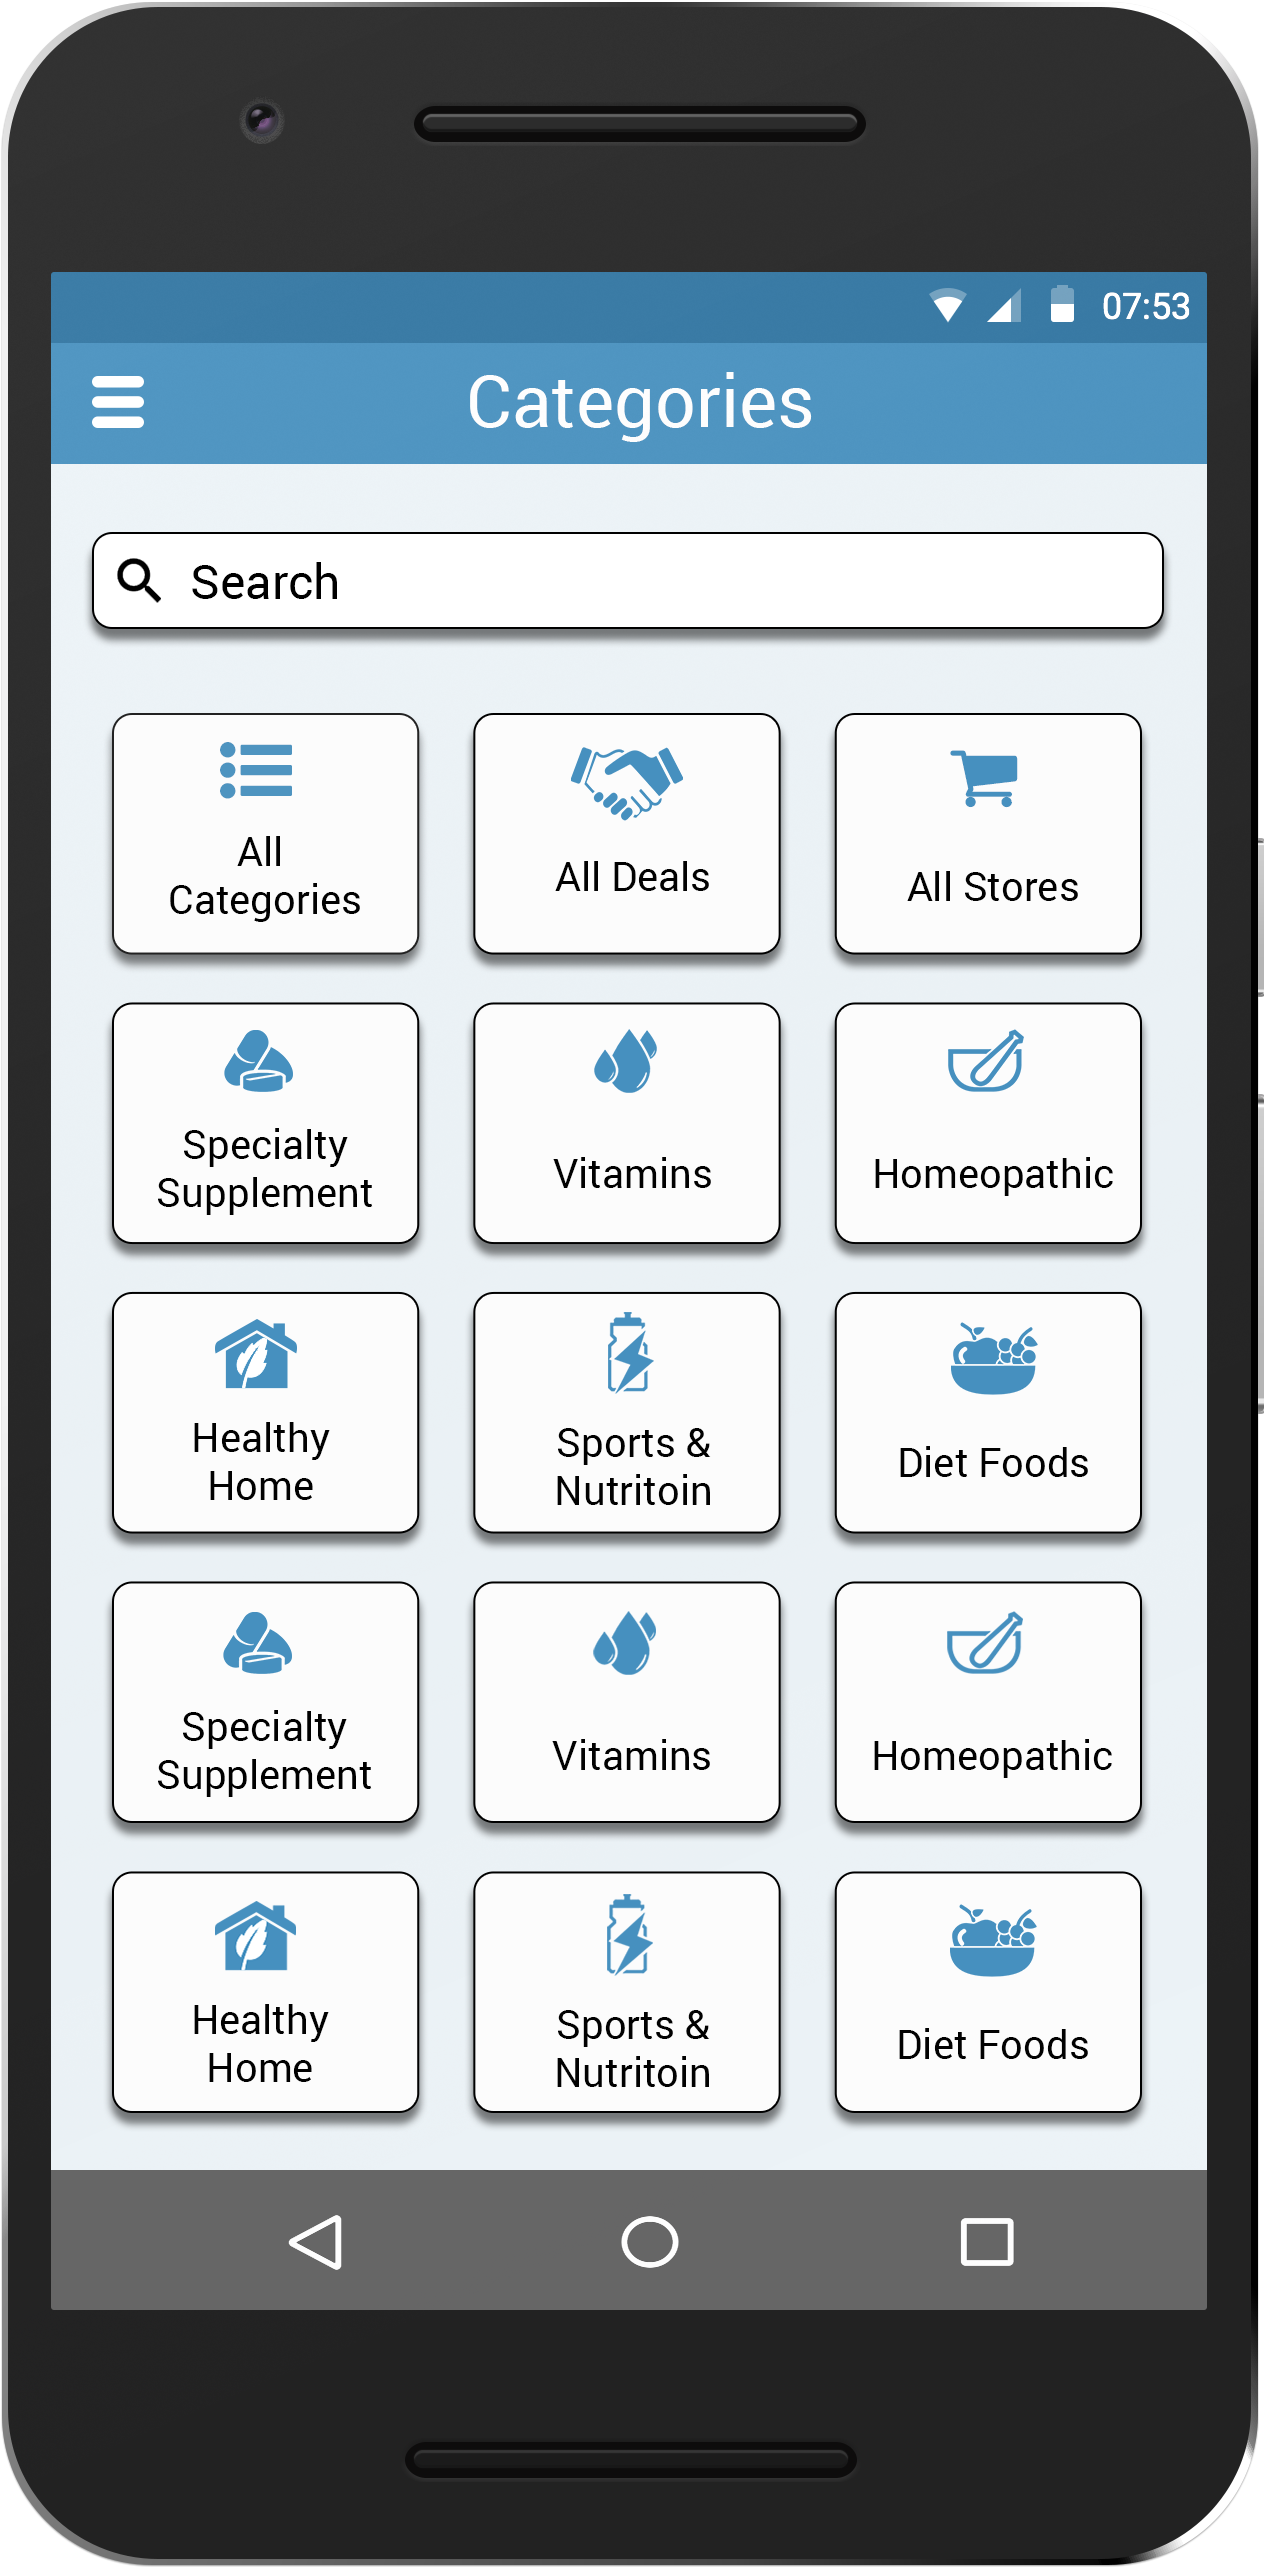 07:53
Categories
Search
All
Categories
All Deals
All Stores
Specialty
Supplement
Vitamins
Homeopathic
Healthy
Home
Sports &
Nutritoin
Diet Foods
Specialty
Supplement
Vitamins
Homeopathic
Healthy
Home
Sports &
Nutritoin
Diet Foods